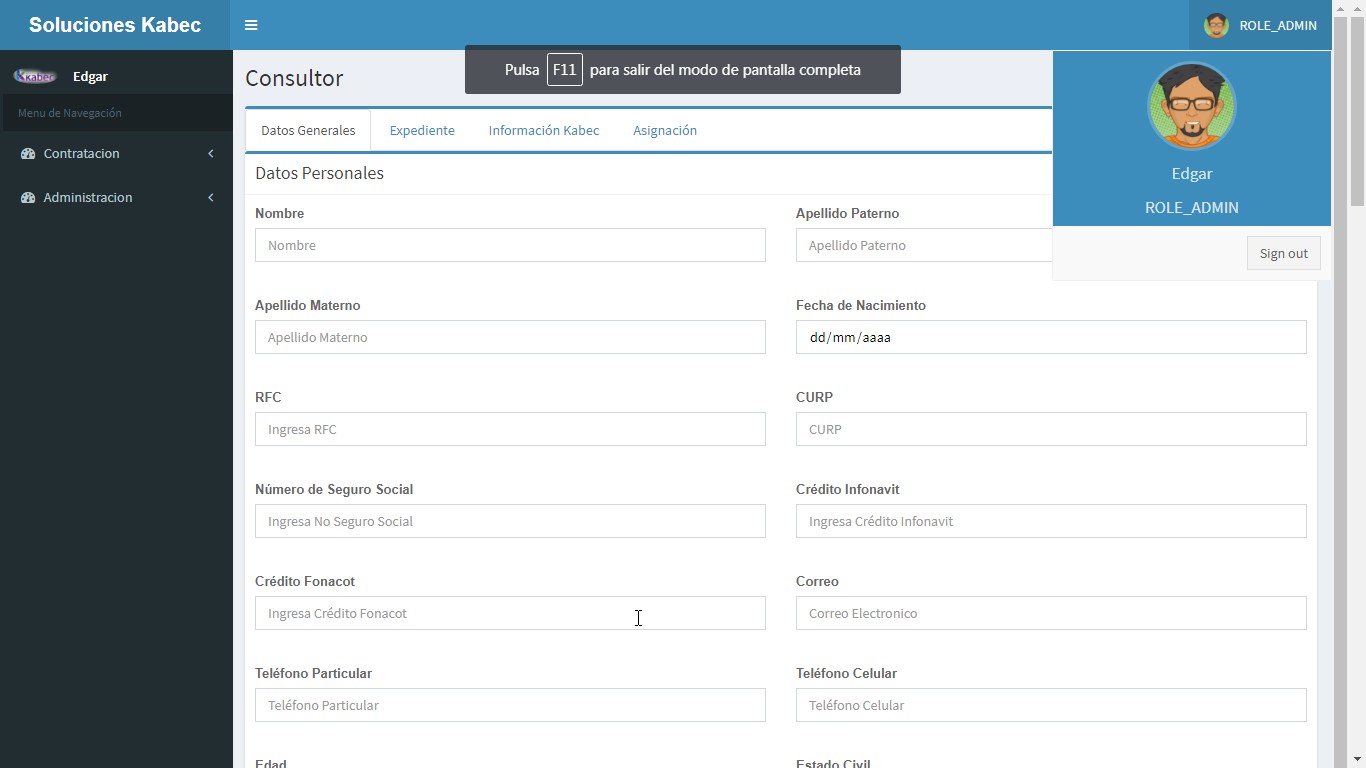 Soluciones Kabec
ROLE_ADMIN
Pulsa F11 para salir del modo de pantalla completa
Kabec
Edgar
Menu de Navegación
Contratacion
Administracion
Consultor
Datos Generales
Expediente
Información Kabec
Asignación
Edgar
ROLE_ADMIN
Sign out
Datos Personales
Nombre
Nombre
Apellido Paterno
Apellido Paterno
Apellido Materno
Apellido Materno
Fecha de Nacimiento
dd/mm/aaaa
RFC
Ingresa RFC
CURP
CURP
Número de Seguro Social
Ingresa No Seguro Social
Crédito Infonavit
Ingresa Crédito Infonavit
Crédito Fonacot
Ingresa Crédito Fonacot
Correo
Correo Electronico
Teléfono Particular
Teléfono Particular
Teléfono Celular
Teléfono Celular
Edad
Estado Civil